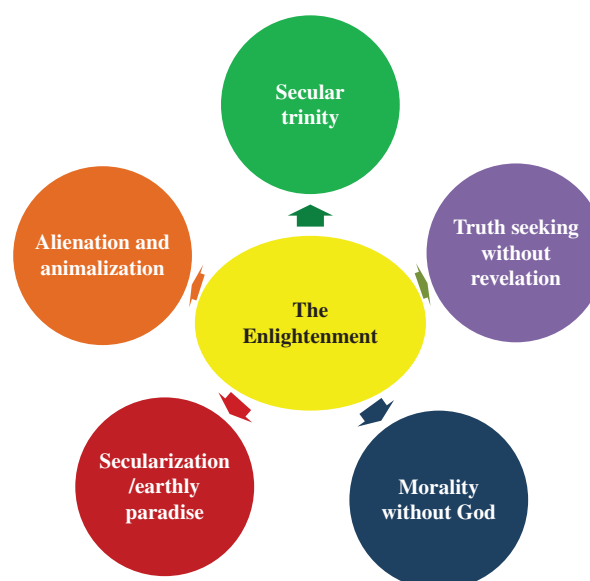 Secular
trinity
Alienation and
animalization
Truth seeking
without
revelation
The
Enlightenment
Secularization
/earthly
paradise
Morality
without God